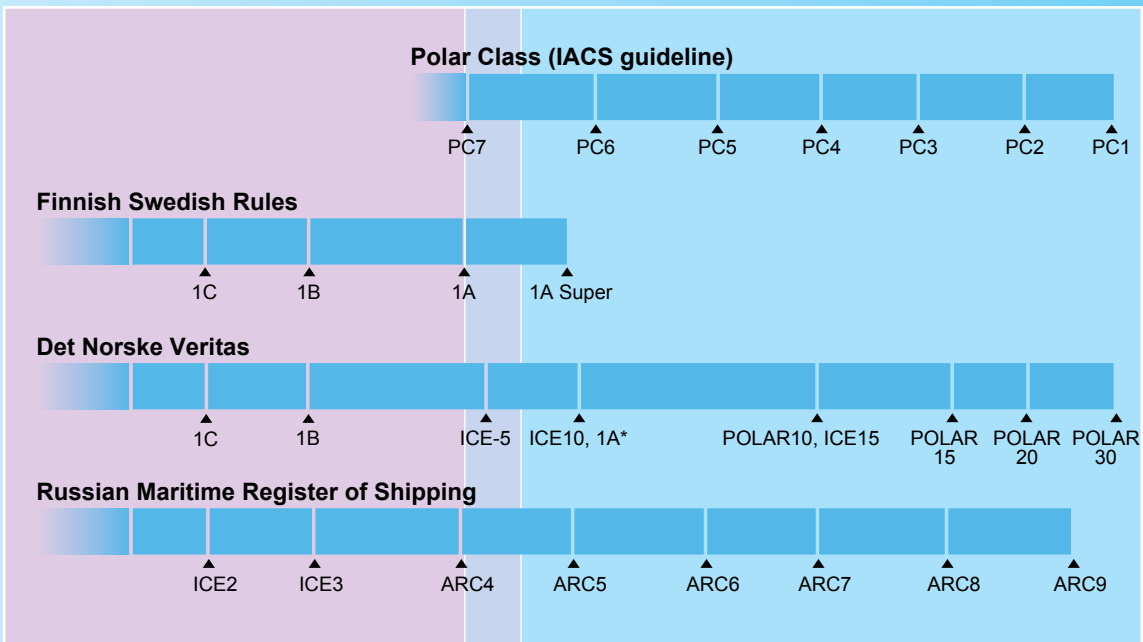 Polar Class (IACS guideline)
PC7 PC6 PC5 PC4 PC3 PC2 PC1
Finnish Swedish Rules
1C 1B 1A 1A Super
Det Norske Veritas
1C 1B ICE-5 ICE10, 1A* POLAR10, ICE15 POLAR 15 POLAR 20 POLAR 30
Russian Maritime Register of Shipping
ICE2 ICE3 ARC4 ARC5 ARC6 ARC7 ARC8 ARC9